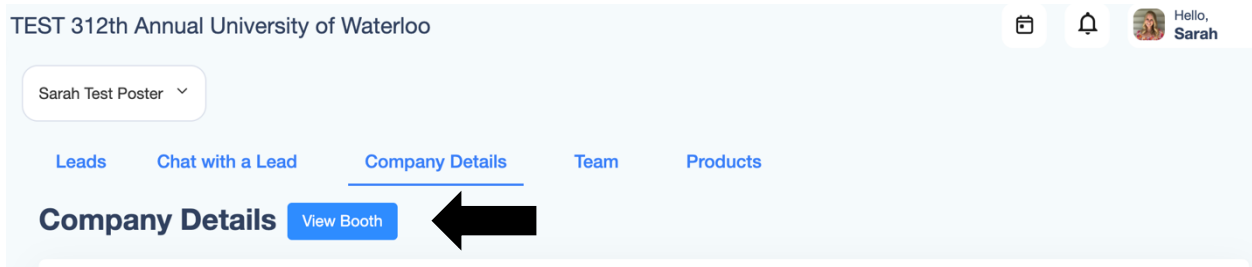 TEST 312th Annual University of Waterloo
Hello,
Sarah
Sarah Test Poster
Leads Chat with a Lead Company Details Team Products
Company Details View Booth